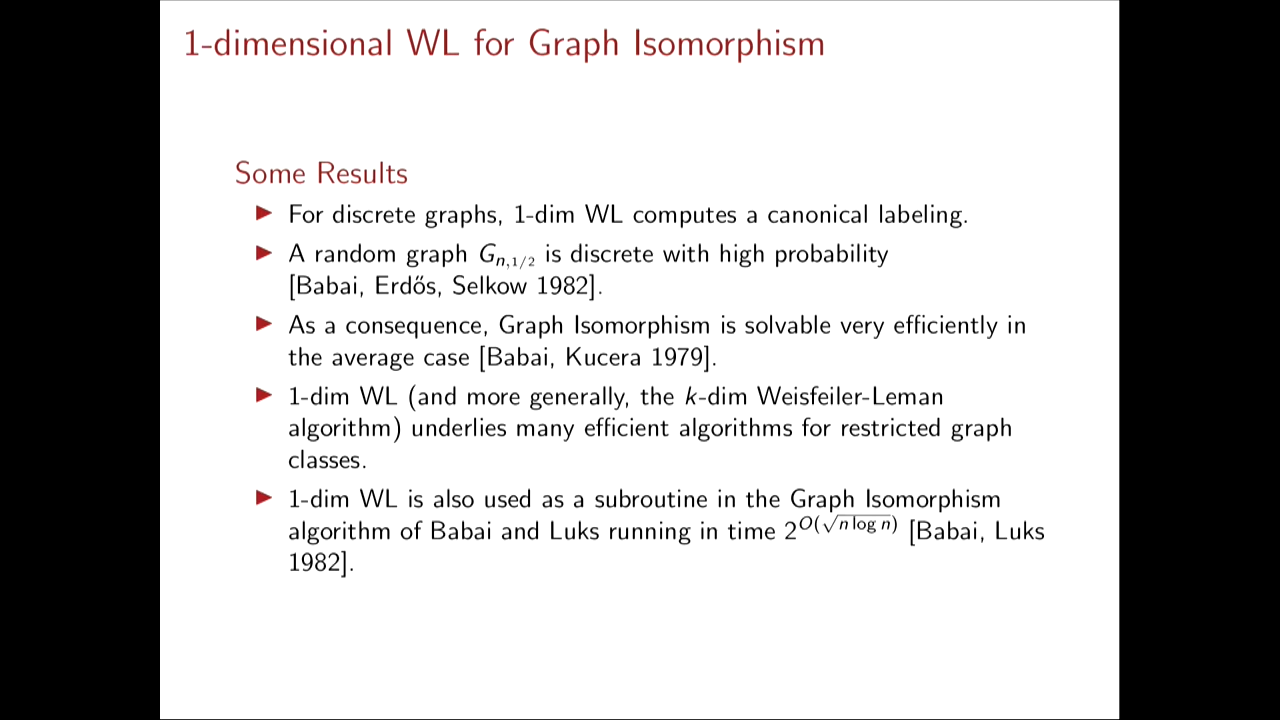 1-dimensional WL for Graph Isomorphism
Some Results
▶ For discrete graphs, 1-dim WL computes a canonical labeling.
▶ A random graph Gₙ,₁/₂ is discrete with high probability
[Babai, Erdős, Selkow 1982].
▶ As a consequence, Graph Isomorphism is solvable very efficiently in
the average case [Babai, Kucera 1979].
▶ 1-dim WL (and more generally, the k-dim Weisfeiler-Leman
algorithm) underlies many efficient algorithms for restricted graph
classes.
▶ 1-dim WL is also used as a subroutine in the Graph Isomorphism
algorithm of Babai and Luks running in time 2^O(√(n log n)) [Babai, Luks
1982].